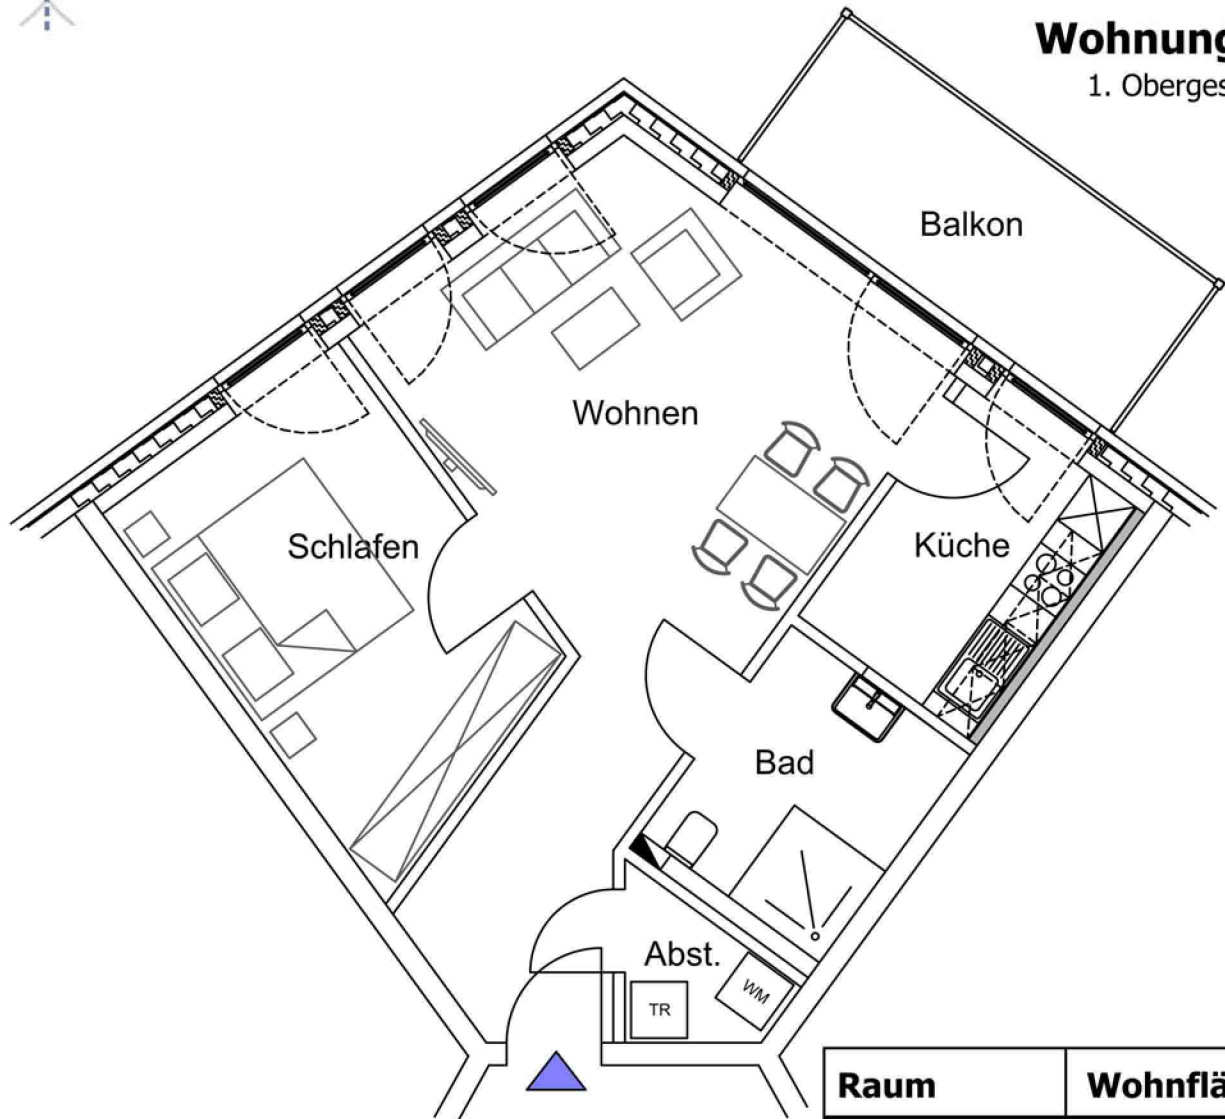 Wohnung
1. Oberges
Balkon
Wohnen
Schlafen
Küche
Bad
Abst.
TR
WM
Raum
Wohnflä